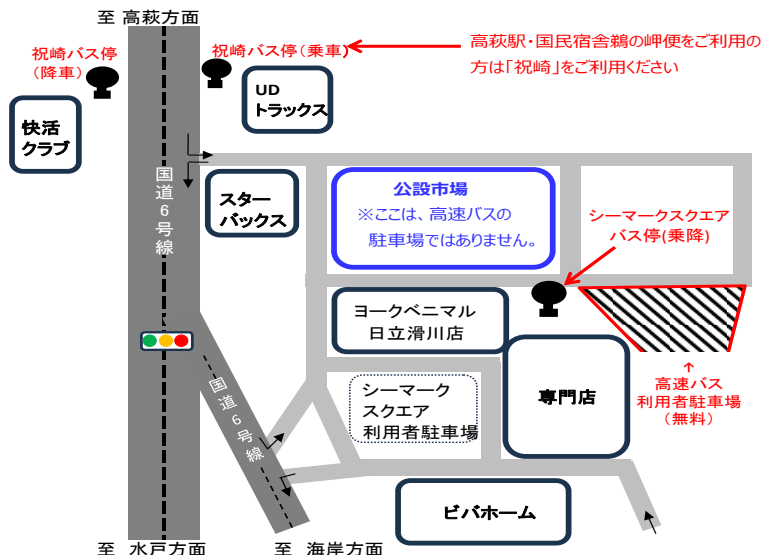 至 高萩方面
祝崎バス停
（降車）
祝崎バス停（乗車）
高萩駅・国民宿舎鵜の岬便をご利用の
方は「祝崎」をご利用ください
UD
トラックス
快活
クラブ
国道6号線
スター
バックス
公設市場
※ここは、高速バスの
駐車場ではありません。
シーマークスクエア
バス停(乗降)
ヨークベニマル
日立滑川店
国道6号線
シーマーク
スクエア
利用者駐車場
専門店
↑
高速バス
利用者駐車場
（無料）
ビバホーム
至 水戸方面
至 海岸方面